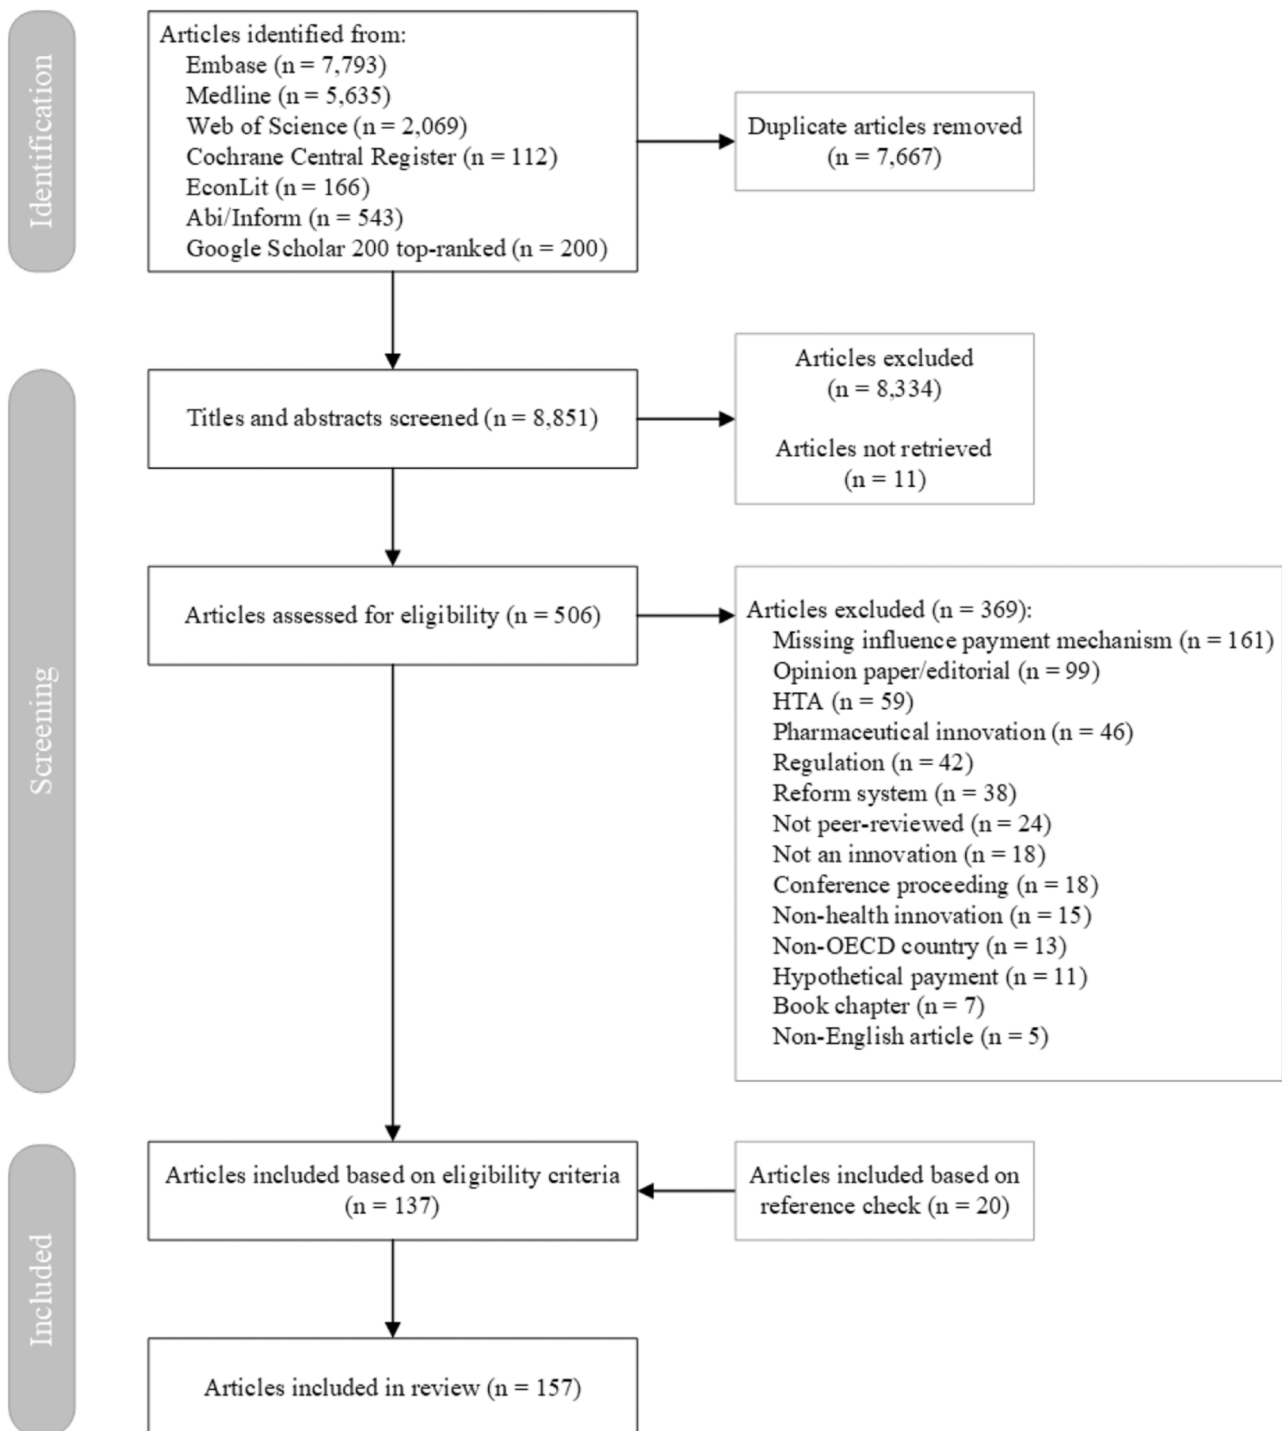 Identification
Articles identified from:
Embase (n = 7,793)
Medline (n = 5,635)
Web of Science (n = 2,069)
Cochrane Central Register (n = 112)
EconLit (n = 166)
Abi/Inform (n = 543)
Google Scholar 200 top-ranked (n = 200)
Duplicate articles removed
(n = 7,667)
Screening
Titles and abstracts screened (n = 8,851)
Articles excluded
(n = 8,334)
Articles not retrieved
(n = 11)
Articles assessed for eligibility (n = 506)
Articles excluded (n = 369):
Missing influence payment mechanism (n = 161)
Opinion paper/editorial (n = 99)
HTA (n = 59)
Pharmaceutical innovation (n = 46)
Regulation (n = 42)
Reform system (n = 38)
Not peer-reviewed (n = 24)
Not an innovation (n = 18)
Conference proceeding (n = 18)
Non-health innovation (n = 15)
Non-OECD country (n = 13)
Hypothetical payment (n = 11)
Book chapter (n = 7)
Non-English article (n = 5)
Included
Articles included based on eligibility criteria
(n = 137)
Articles included based on
reference check (n = 20)
Articles included in review (n = 157)